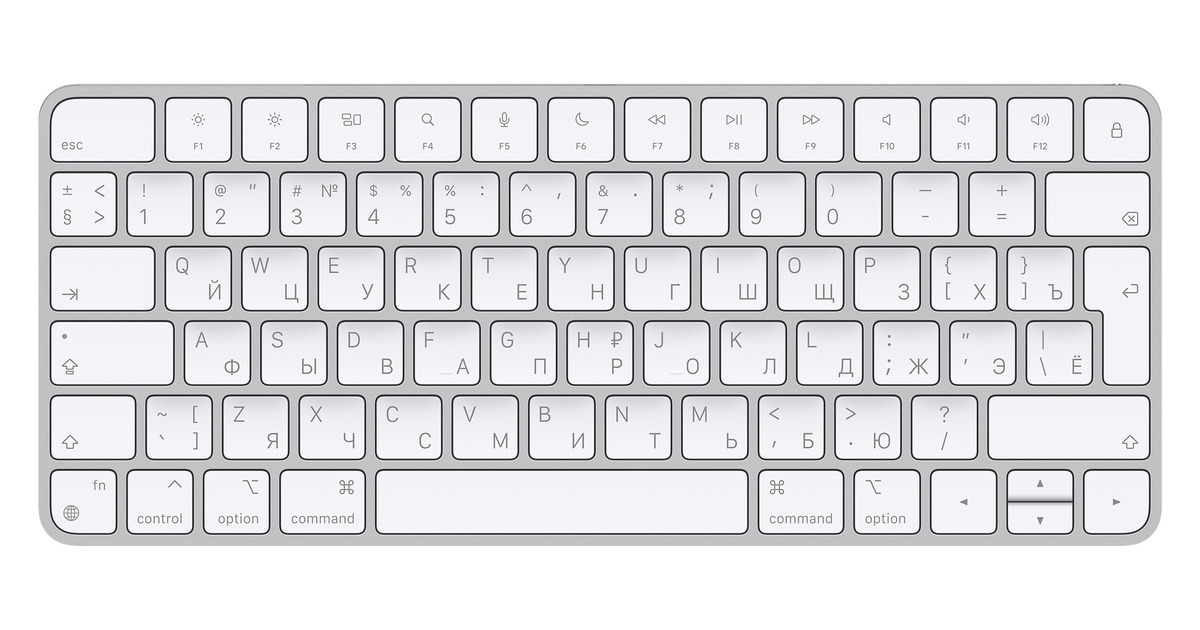 esc F1 F2 F3 F4 F5 F6 F7 F8 F9 F10 F11 F12
± < ! @ " # № $ % % : ^ , & . * ; ( ) — +
§ > 1 2 3 4 5 6 7 8 9 0 - =
Q W E R T Y U I O P { }
Й Ц У К Е Н Г Ш Щ З [ Х ] Ъ
A S D F G H ₽ J K L : " |
Ф Ы В А П Р О Л Д ; Ж ' Э \ Ё
~ [ Z X C V B N M < > ?
` ] Я Ч С М И Т Ь , Б . Ю /
fn ^ ⌥ ⌘ ⌘ ⌥
control option command command option